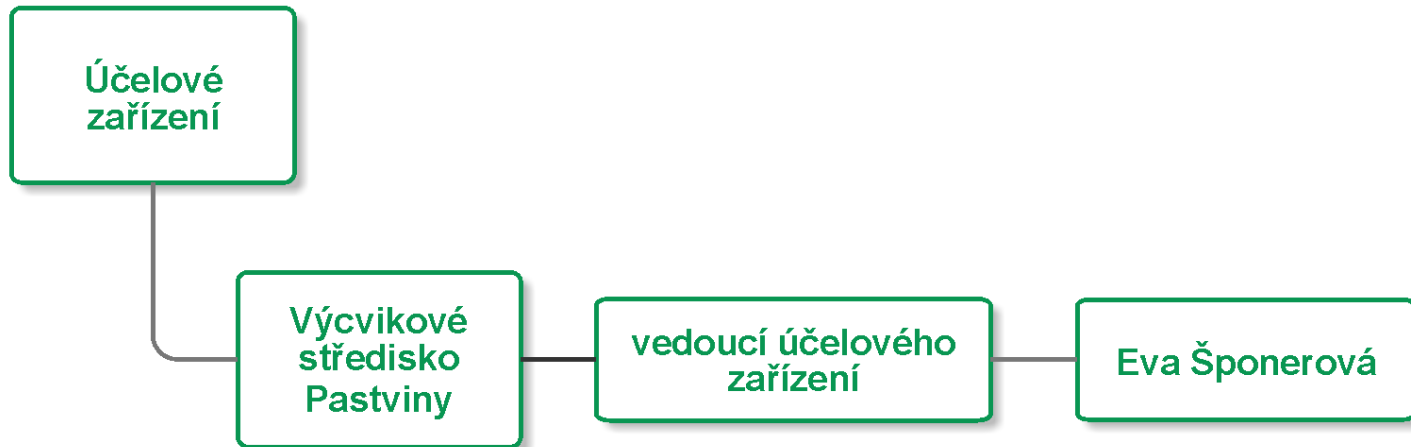 Účelové
zařízení
Výcvikové
středisko
Pastviny
vedoucí účelového
zařízení
Eva Šponerová